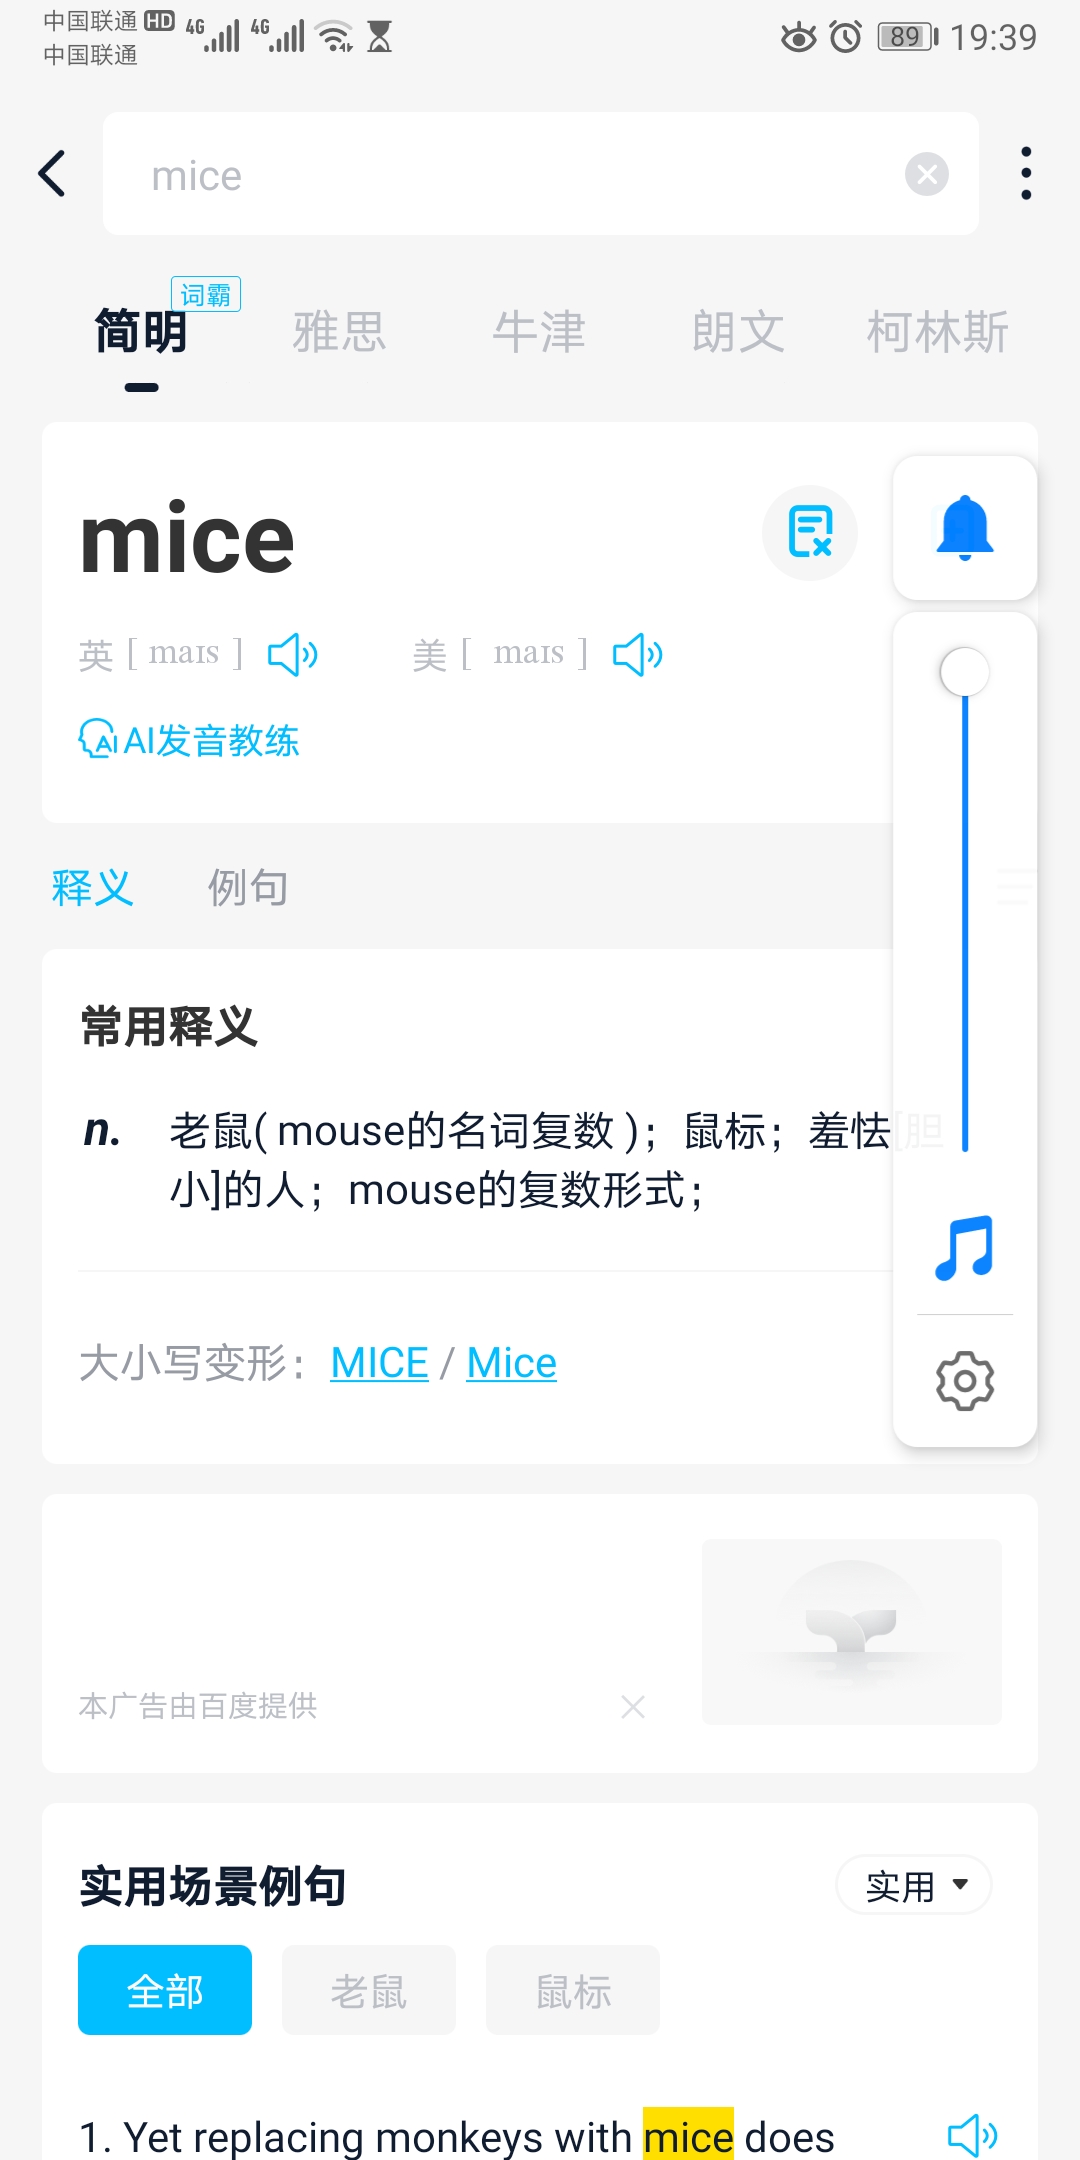 中国联通 HD 4G 4G 89 19:39
中国联通
mice
词霸
简明 雅思 牛津 朗文 柯林斯
mice
英 [ maɪs ] 美 [ maɪs ]
AI发音教练
释义 例句
常用释义
n. 老鼠( mouse的名词复数 )；鼠标；羞怯[胆
小]的人；mouse的复数形式；
大小写变形：MICE / Mice
本广告由百度提供
实用场景例句 实用
全部 老鼠 鼠标
1. Yet replacing monkeys with mice does